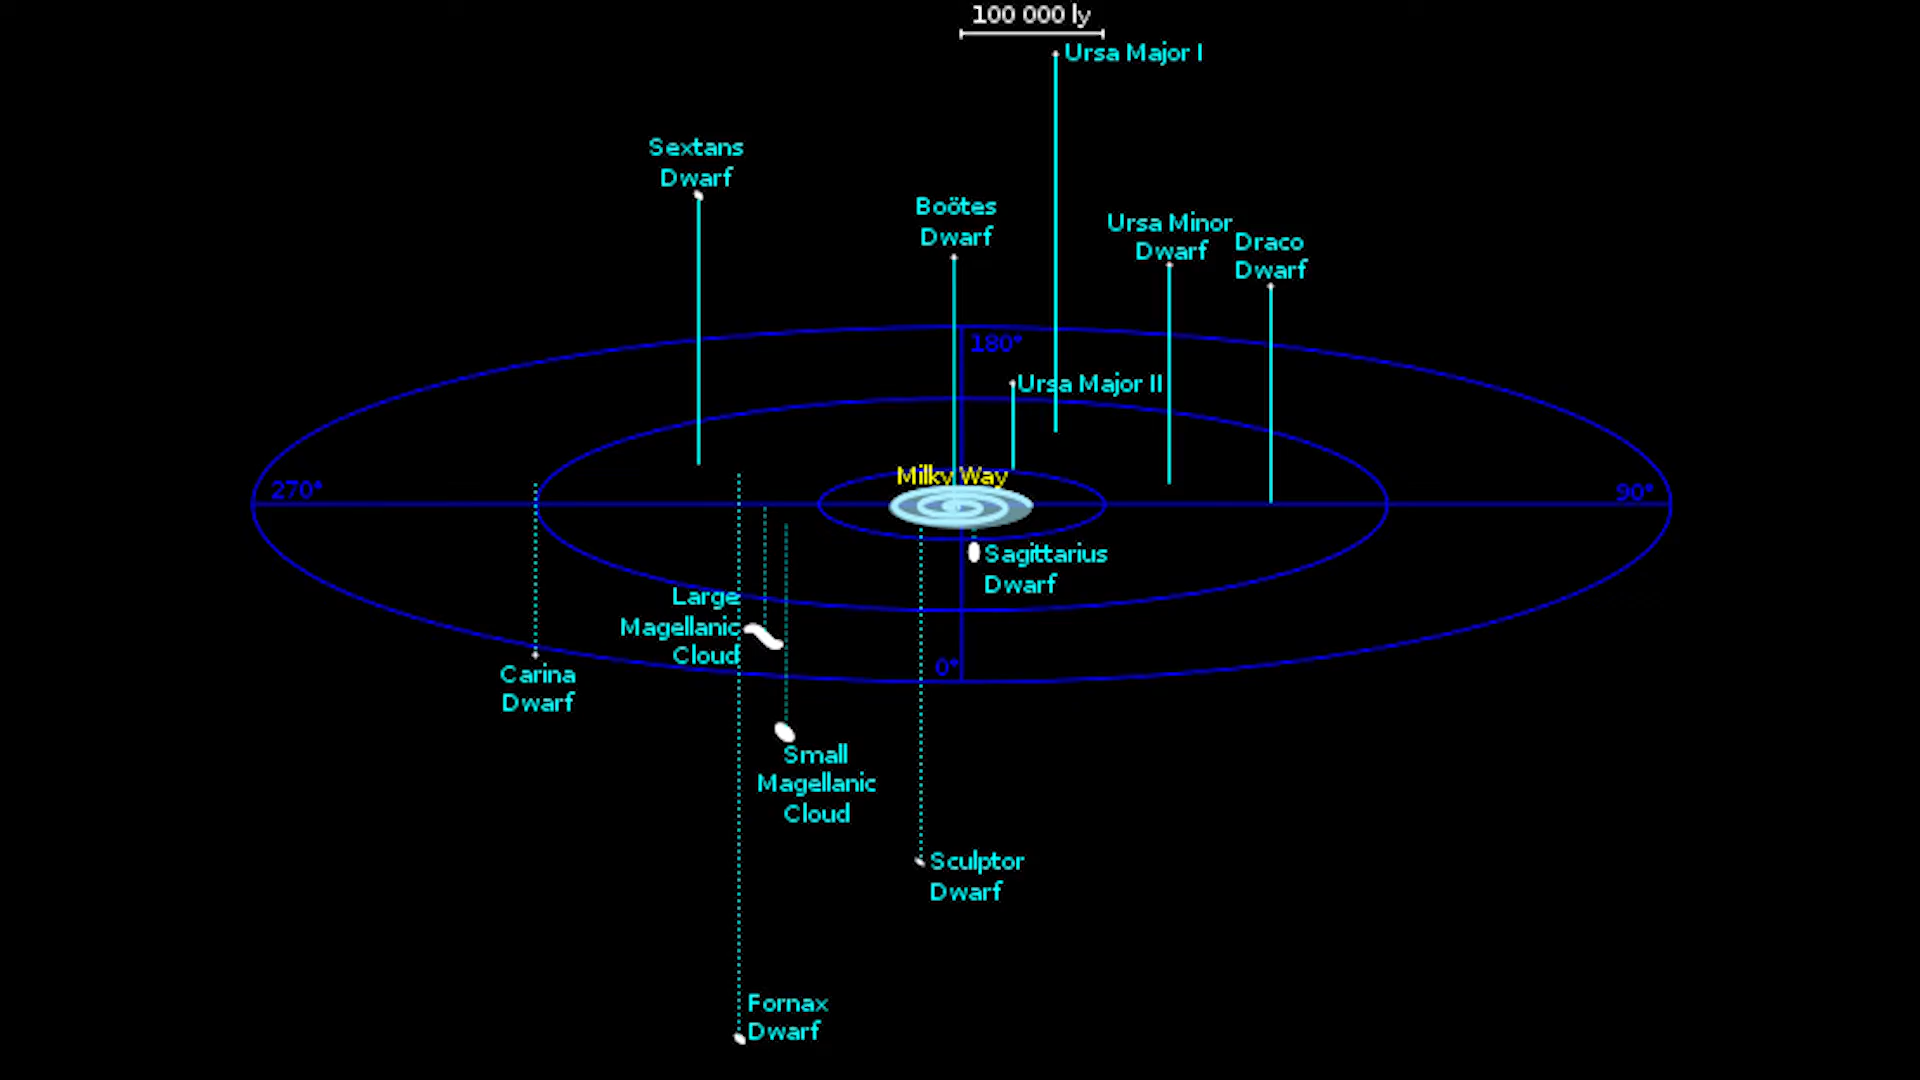 100 000 ly
Ursa Major I
Sextans
Dwarf
Boötes
Dwarf
Ursa Minor
Dwarf
Draco
Dwarf
180°
Ursa Major II
Milky Way
270°
90°
Sagittarius
Dwarf
Large
Magellanic
Cloud
0°
Carina
Dwarf
Small
Magellanic
Cloud
Sculptor
Dwarf
Fornax
Dwarf